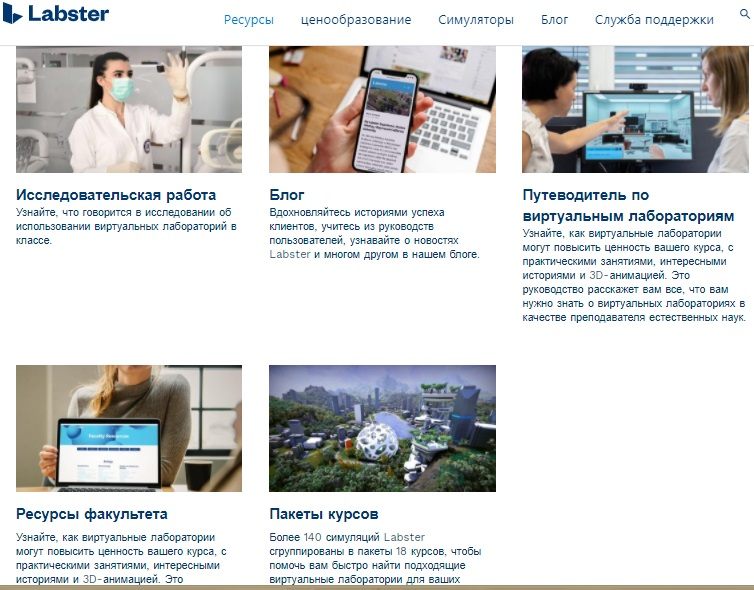 Labster
Ресурсы ценообразование Симуляторы Блог Служба поддержки
Исследовательская работа
Узнайте, что говорится в исследовании об
использовании виртуальных лабораторий в
классе.
Блог
Вдохновляйтесь историями успеха
клиентов, учитесь из руководств
пользователей, узнавайте о новостях
Labster и многом другом в нашем блоге.
Путеводитель по
виртуальным лабораториям
Узнайте, как виртуальные лаборатории
могут повысить ценность вашего курса, с
практическими занятиями, интересными
историями и 3D-анимацией. Это
руководство расскажет вам все, что вам
нужно знать о виртуальных лабораториях в
качестве преподавателя естественных наук.
Faculty Resources
Ресурсы факультета
Узнайте, как виртуальные лаборатории
могут повысить ценность вашего курса, с
практическими занятиями, интересными
историями и 3D-анимацией. Это
Пакеты курсов
Более 140 симуляций Labster
сгруппированы в пакеты 18 курсов, чтобы
помочь вам быстро найти подходящие
виртуальные лаборатории для ваших